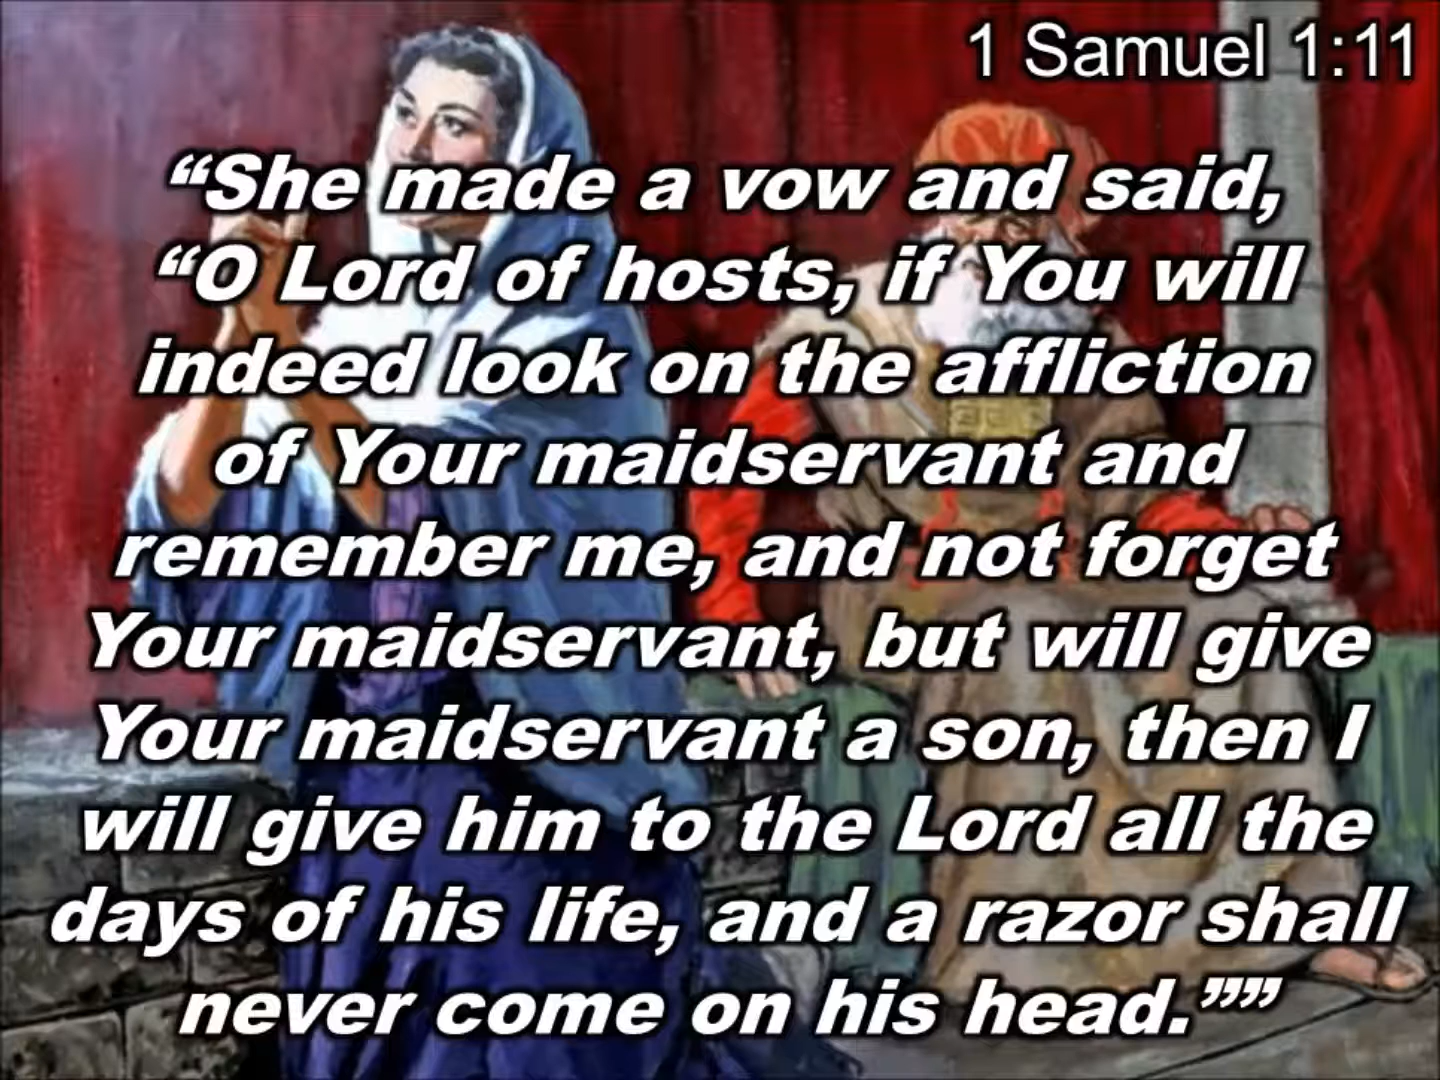 1 Samuel 1:11
“She made a vow and said,
“O Lord of hosts, if You will
indeed look on the affliction
of Your maidservant and
remember me, and not forget
Your maidservant, but will give
Your maidservant a son, then I
will give him to the Lord all the
days of his life, and a razor shall
never come on his head.”””